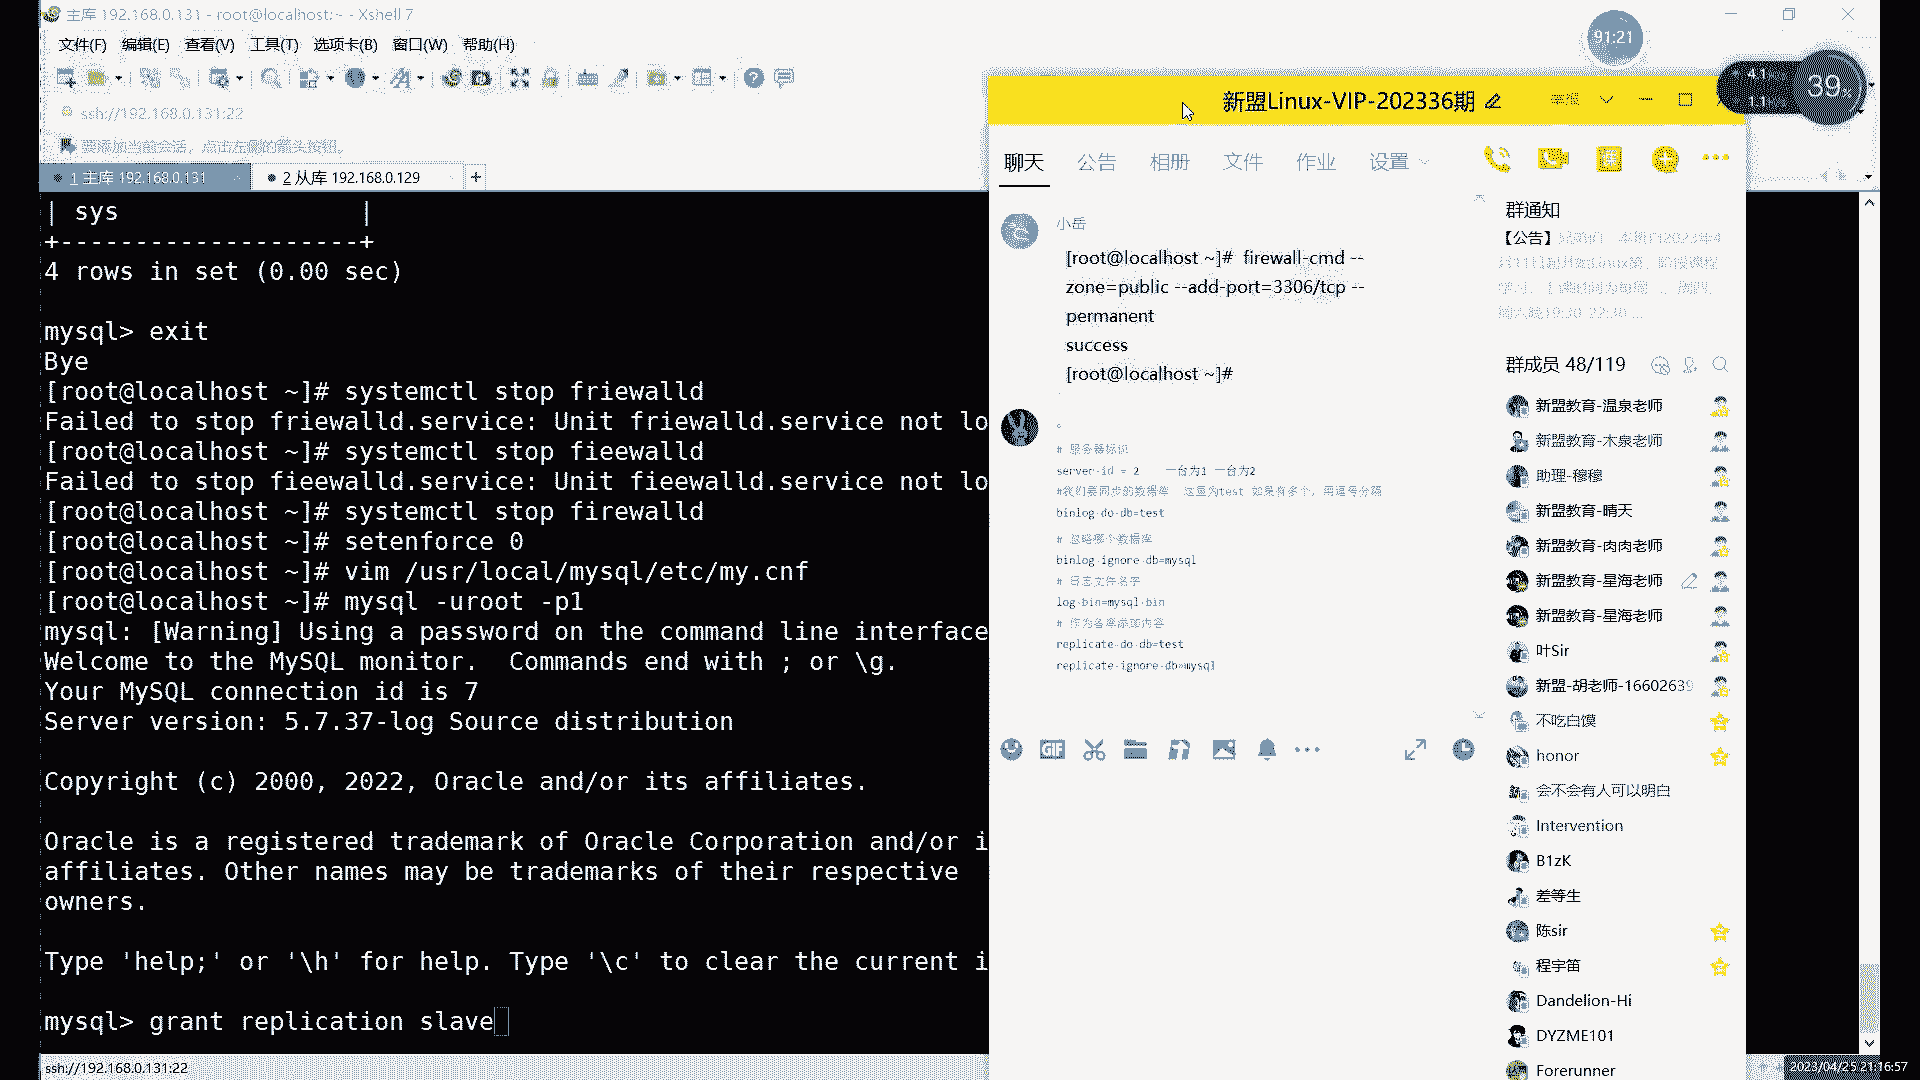 主库 192.168.0.131 - root@localhost:~ - Xshell 7
文件(F) 编辑(E) 查看(V) 工具(T) 选项卡(B) 窗口(W) 帮助(H)
ssh://192.168.0.131:22
要添加当前会话，点击左侧的箭头按钮。
1 主库 192.168.0.131
2 从库 192.168.0.129
| sys                |
+--------------------+
4 rows in set (0.00 sec)
mysql> exit
Bye
[root@localhost ~]# systemctl stop friewalld
Failed to stop friewalld.service: Unit friewalld.service not lo
[root@localhost ~]# systemctl stop fieewalld
Failed to stop fieewalld.service: Unit fieewalld.service not lo
[root@localhost ~]# systemctl stop firewalld
[root@localhost ~]# setenforce 0
[root@localhost ~]# vim /usr/local/mysql/etc/my.cnf
[root@localhost ~]# mysql -uroot -p1
mysql: [Warning] Using a password on the command line interface
Welcome to the MySQL monitor.  Commands end with ; or \g.
Your MySQL connection id is 7
Server version: 5.7.37-log Source distribution
Copyright (c) 2000, 2022, Oracle and/or its affiliates.
Oracle is a registered trademark of Oracle Corporation and/or i
affiliates. Other names may be trademarks of their respective
owners.
Type 'help;' or '\h' for help. Type '\c' to clear the current i
mysql> grant replication slave
ssh://192.168.0.131:22
91:21
4.1
1.1
39%
新盟Linux-VIP-202336期
举报
聊天 公告 相册 文件 作业 设置
小岳
[root@localhost ~]#  firewall-cmd --
zone=public --add-port=3306/tcp --
permanent
success
[root@localhost ~]#
# 服务器标识
server-id = 2    一台为1 一台为2
#我们要同步的数据库  这里为test 如果有多个，用逗号分隔
binlog-do-db=test
# 忽略哪个数据库
binlog-ignore-db=mysql
# 日志文件名字
log-bin=mysql-bin
# 作为备库添加内容
replicate-do-db=test
replicate-ignore-db=mysql
GIF
群通知
【公告】
群成员 48/119
新盟教育-温泉老师
新盟教育-木泉老师
助理-穆穆
新盟教育-晴天
新盟教育-肉肉老师
新盟教育-星海老师
新盟教育-星海老师
叶Sir
新盟-胡老师-16602639
不吃白馍
honor
会不会有人可以明白
Intervention
B1zK
差等生
陈sir
程宇笛
Dandelion-Hi
DYZME101
Forerunner
2023/04/25 21:16:57